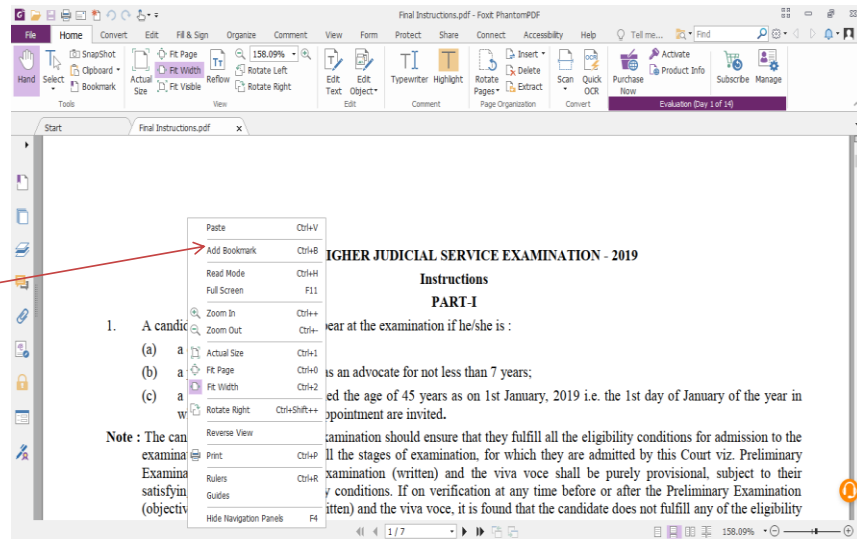 Final Instructions.pdf - Foxit PhantomPDF
File Home Convert Edit Fill & Sign Organize Comment View Form Protect Share Connect Accessibility Help Tell me... Find
Hand
Select
SnapShot
Clipboard
Bookmark
Tools
Actual Size
Fit Page
Fit Width
Fit Visible
Reflow
158.09%
Rotate Left
Rotate Right
View
Edit Text
Edit Object
Edit
Typewriter
Highlight
Comment
Rotate Pages
Insert
Delete
Extract
Page Organization
Scan
Quick OCR
Convert
Purchase Now
Activate
Product Info
Subscribe
Manage
Evaluation (Day 1 of 14)
Start Final Instructions.pdf x
Paste Ctrl+V
Add Bookmark Ctrl+B
Read Mode Ctrl+H
Full Screen F11
Zoom In Ctrl++
Zoom Out Ctrl+-
Actual Size Ctrl+1
Fit Page Ctrl+0
Fit Width Ctrl+2
Rotate Right Ctrl+Shift++
Reverse View
Print Ctrl+P
Rulers Ctrl+R
Guides
Hide Navigation Panels F4
IGHER JUDICIAL SERVICE EXAMINATION - 2019
Instructions
PART-I
1. A candid ear at the examination if he/she is :
(a) a
(b) a as an advocate for not less than 7 years;
(c) a ed the age of 45 years as on 1st January, 2019 i.e. the 1st day of January of the year in
w ppointment are invited.
Note : The can xamination should ensure that they fulfill all the eligibility conditions for admission to the
examina ll the stages of examination, for which they are admitted by this Court viz. Preliminary
Examina xamination (written) and the viva voce shall be purely provisional, subject to their
satisfyin y conditions. If on verification at any time before or after the Preliminary Examination
(objectiv itten) and the viva voce, it is found that the candidate does not fulfill any of the eligibility
1 / 7 158.09%